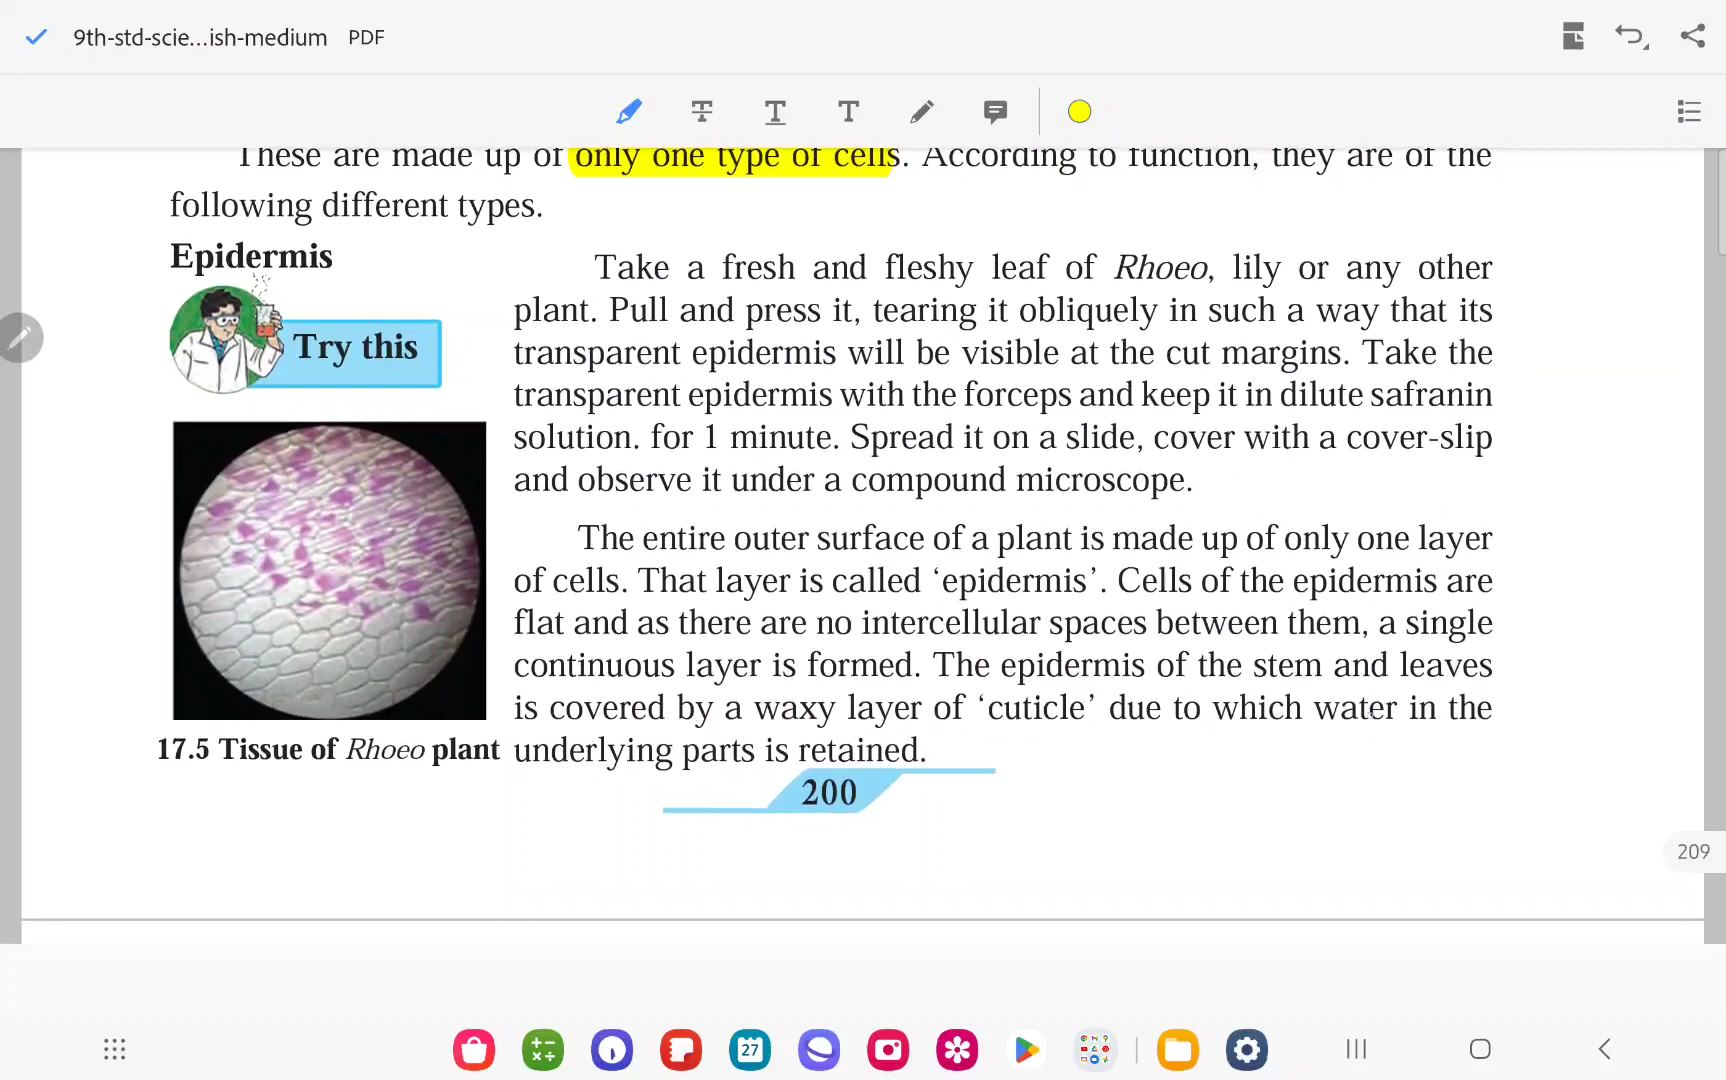 9th-std-scie...ish-medium PDF
These are made up of only one type of cells. According to function, they are of the
following different types.
Epidermis
Try this
Take a fresh and fleshy leaf of Rhoeo, lily or any other
plant. Pull and press it, tearing it obliquely in such a way that its
transparent epidermis will be visible at the cut margins. Take the
transparent epidermis with the forceps and keep it in dilute safranin
solution. for 1 minute. Spread it on a slide, cover with a cover-slip
and observe it under a compound microscope.
The entire outer surface of a plant is made up of only one layer
of cells. That layer is called ‘epidermis’. Cells of the epidermis are
flat and as there are no intercellular spaces between them, a single
continuous layer is formed. The epidermis of the stem and leaves
is covered by a waxy layer of ‘cuticle’ due to which water in the
underlying parts is retained.
17.5 Tissue of Rhoeo plant
200
209
27